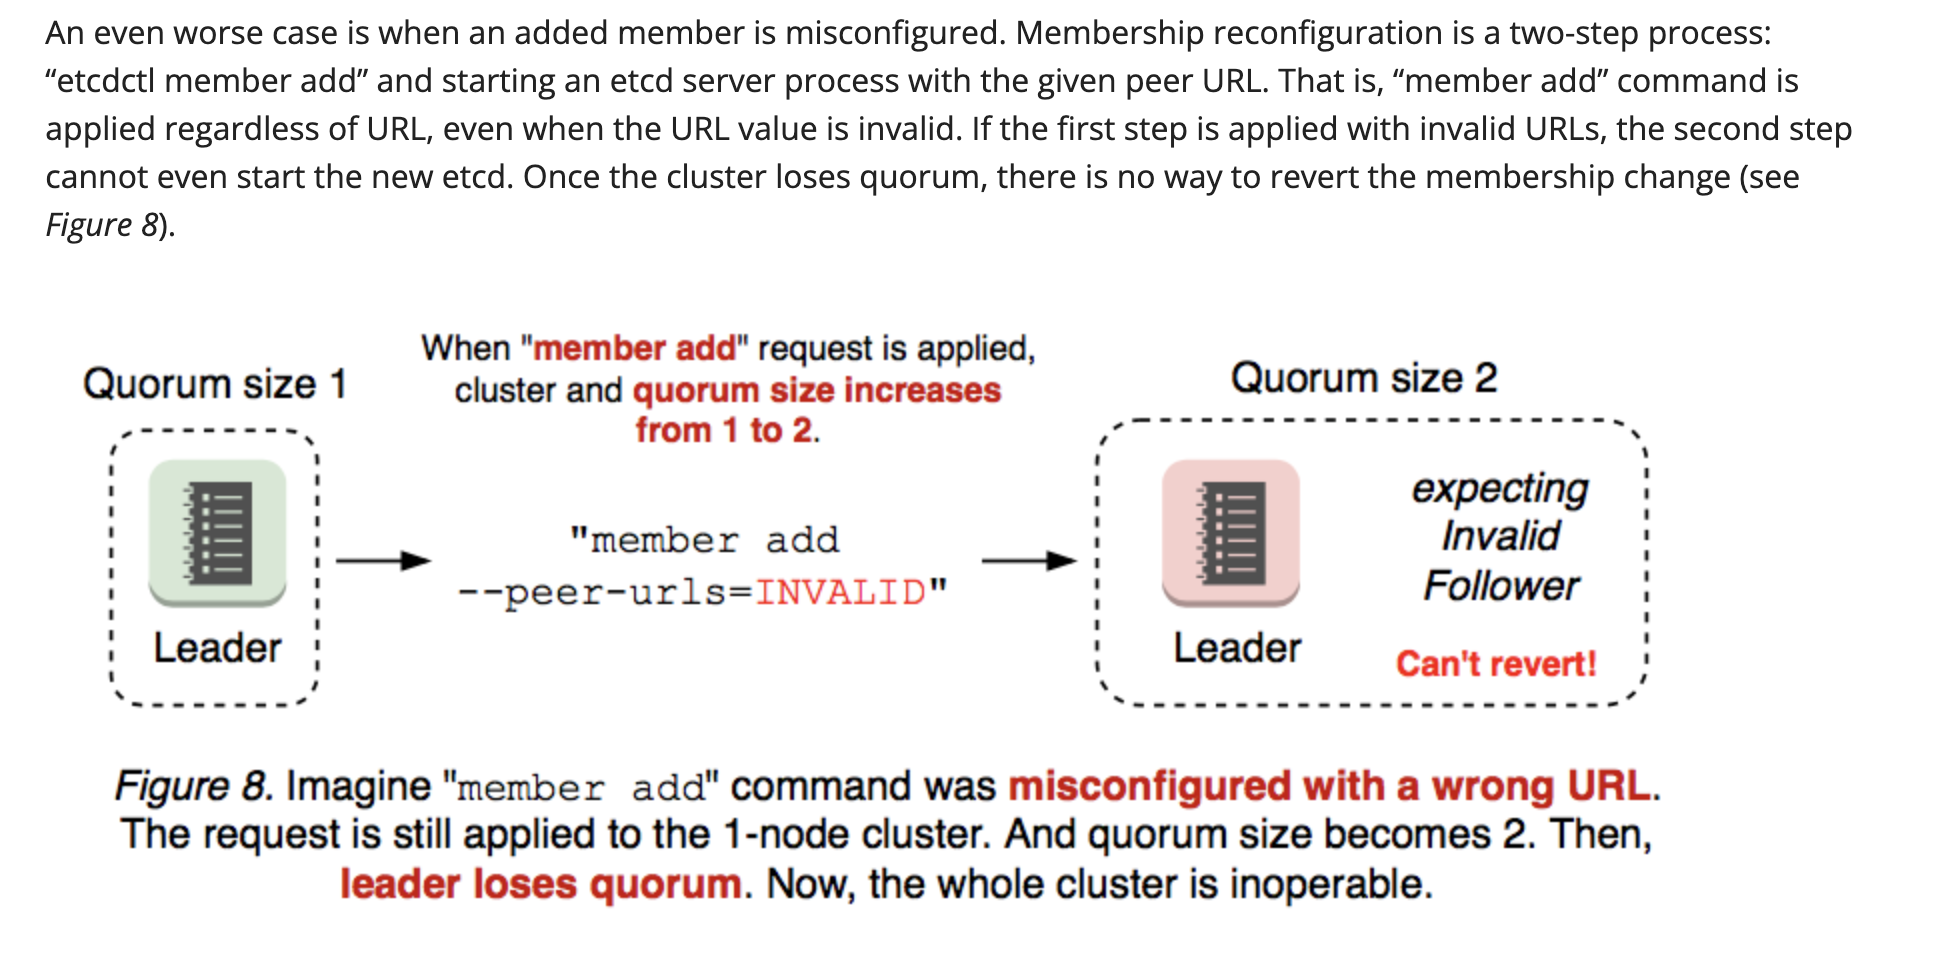 An even worse case is when an added member is misconfigured. Membership reconfiguration is a two-step process:
“etcdctl member add” and starting an etcd server process with the given peer URL. That is, “member add” command is
applied regardless of URL, even when the URL value is invalid. If the first step is applied with invalid URLs, the second step
cannot even start the new etcd. Once the cluster loses quorum, there is no way to revert the membership change (see
Figure 8).
Quorum size 1
Leader
When "member add" request is applied,
cluster and quorum size increases
from 1 to 2.
"member add
--peer-urls=INVALID"
Quorum size 2
Leader
expecting
Invalid
Follower
Can't revert!
Figure 8. Imagine "member add" command was misconfigured with a wrong URL.
The request is still applied to the 1-node cluster. And quorum size becomes 2. Then,
leader loses quorum. Now, the whole cluster is inoperable.